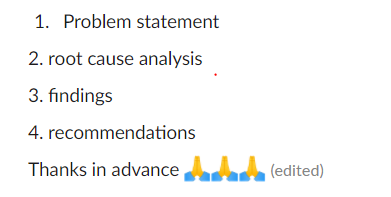 1. Problem statement
2. root cause analysis
3. findings
4. recommendations
Thanks in advance 🙏🙏🙏 (edited)